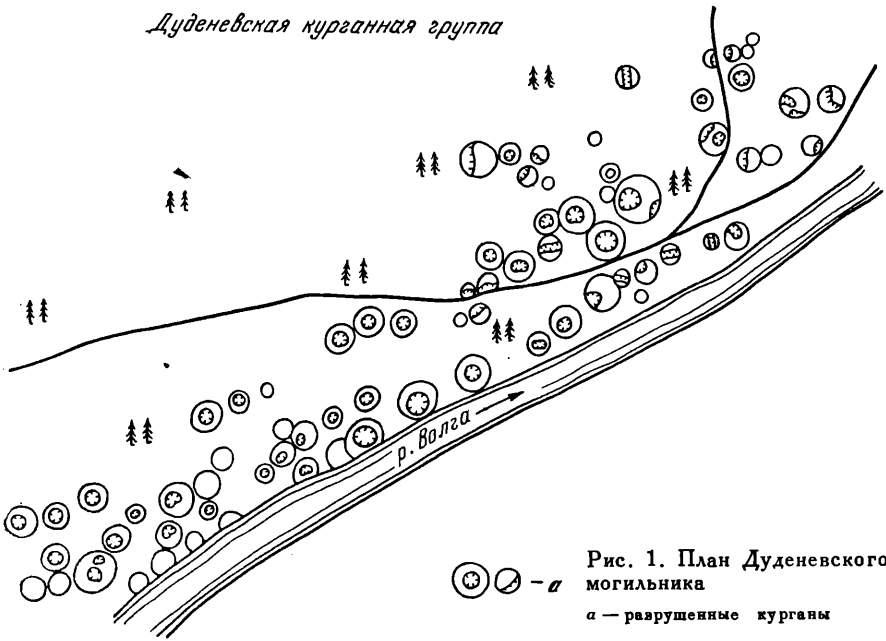 Дуденевская курганная группа
р. Волга
– а
Рис. 1. План Дуденевского
могильника
а — разрушенные курганы